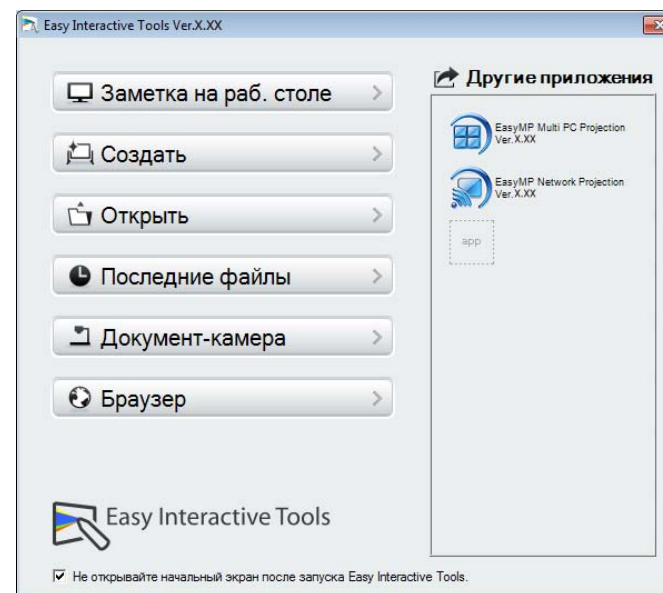 Easy Interactive Tools Ver.X.XX
Заметка на раб. столе
Создать
Открыть
Последние файлы
Документ-камера
Браузер
Другие приложения
EasyMP Multi PC Projection
Ver.X.XX
EasyMP Network Projection
Ver.X.XX
app
Easy Interactive Tools
Не открывайте начальный экран после запуска Easy Interactive Tools.